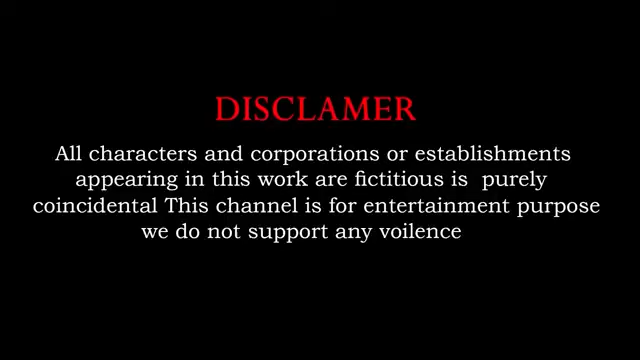 DISCLAMER
All characters and corporations or establishments
appearing in this work are fictitious is  purely
coincidental This channel is for entertainment purpose
we do not support any voilence